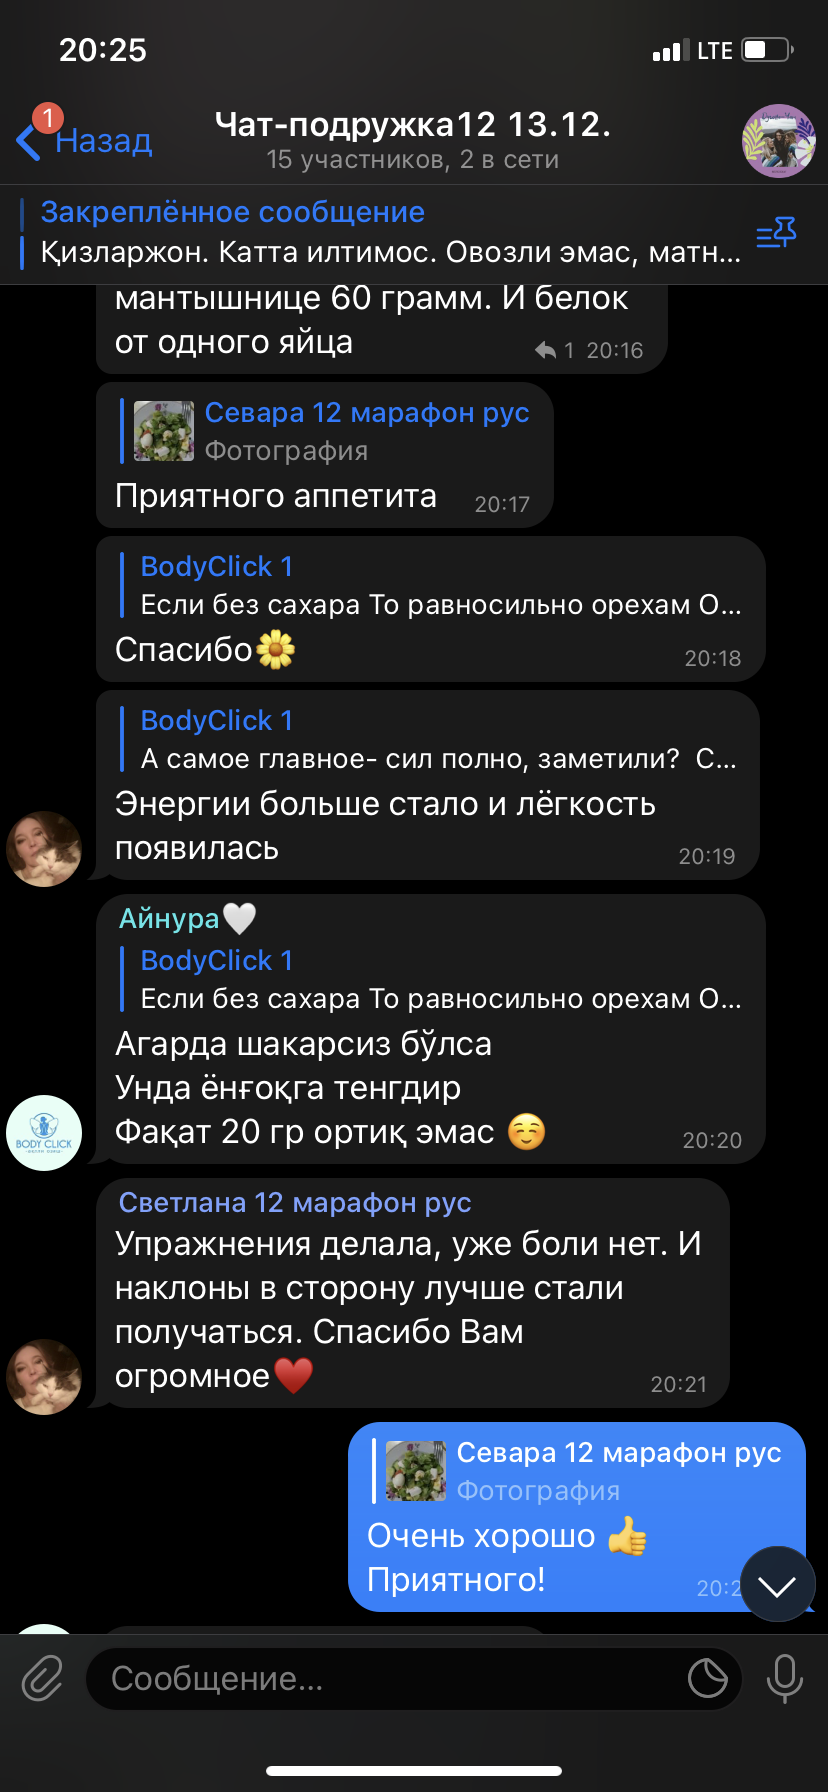 20:25
LTE
1
Назад
Чат-подружка12 13.12.
15 участников, 2 в сети
Закреплённое сообщение
Қизларжон. Катта илтимос. Овозли эмас, матн...
мантышнице 60 грамм. И белок
от одного яйца
1 20:16
Севара 12 марафон рус
Фотография
Приятного аппетита
20:17
BodyClick 1
Если без сахара То равносильно орехам О...
Спасибо🌼
20:18
BodyClick 1
А самое главное- сил полно, заметили? С...
Энергии больше стало и лёгкость
появилась
20:19
Айнура🤍
BodyClick 1
Если без сахара То равносильно орехам О...
Агарда шакарсиз бўлса
Унда ёнғоқга тенгдир
Фақат 20 гр ортиқ эмас ☺️
20:20
BODY CLICK
Светлана 12 марафон рус
Упражнения делала, уже боли нет. И
наклоны в сторону лучше стали
получаться. Спасибо Вам
огромное♥️
20:21
Севара 12 марафон рус
Фотография
Очень хорошо 👍
Приятного!
Сообщение...